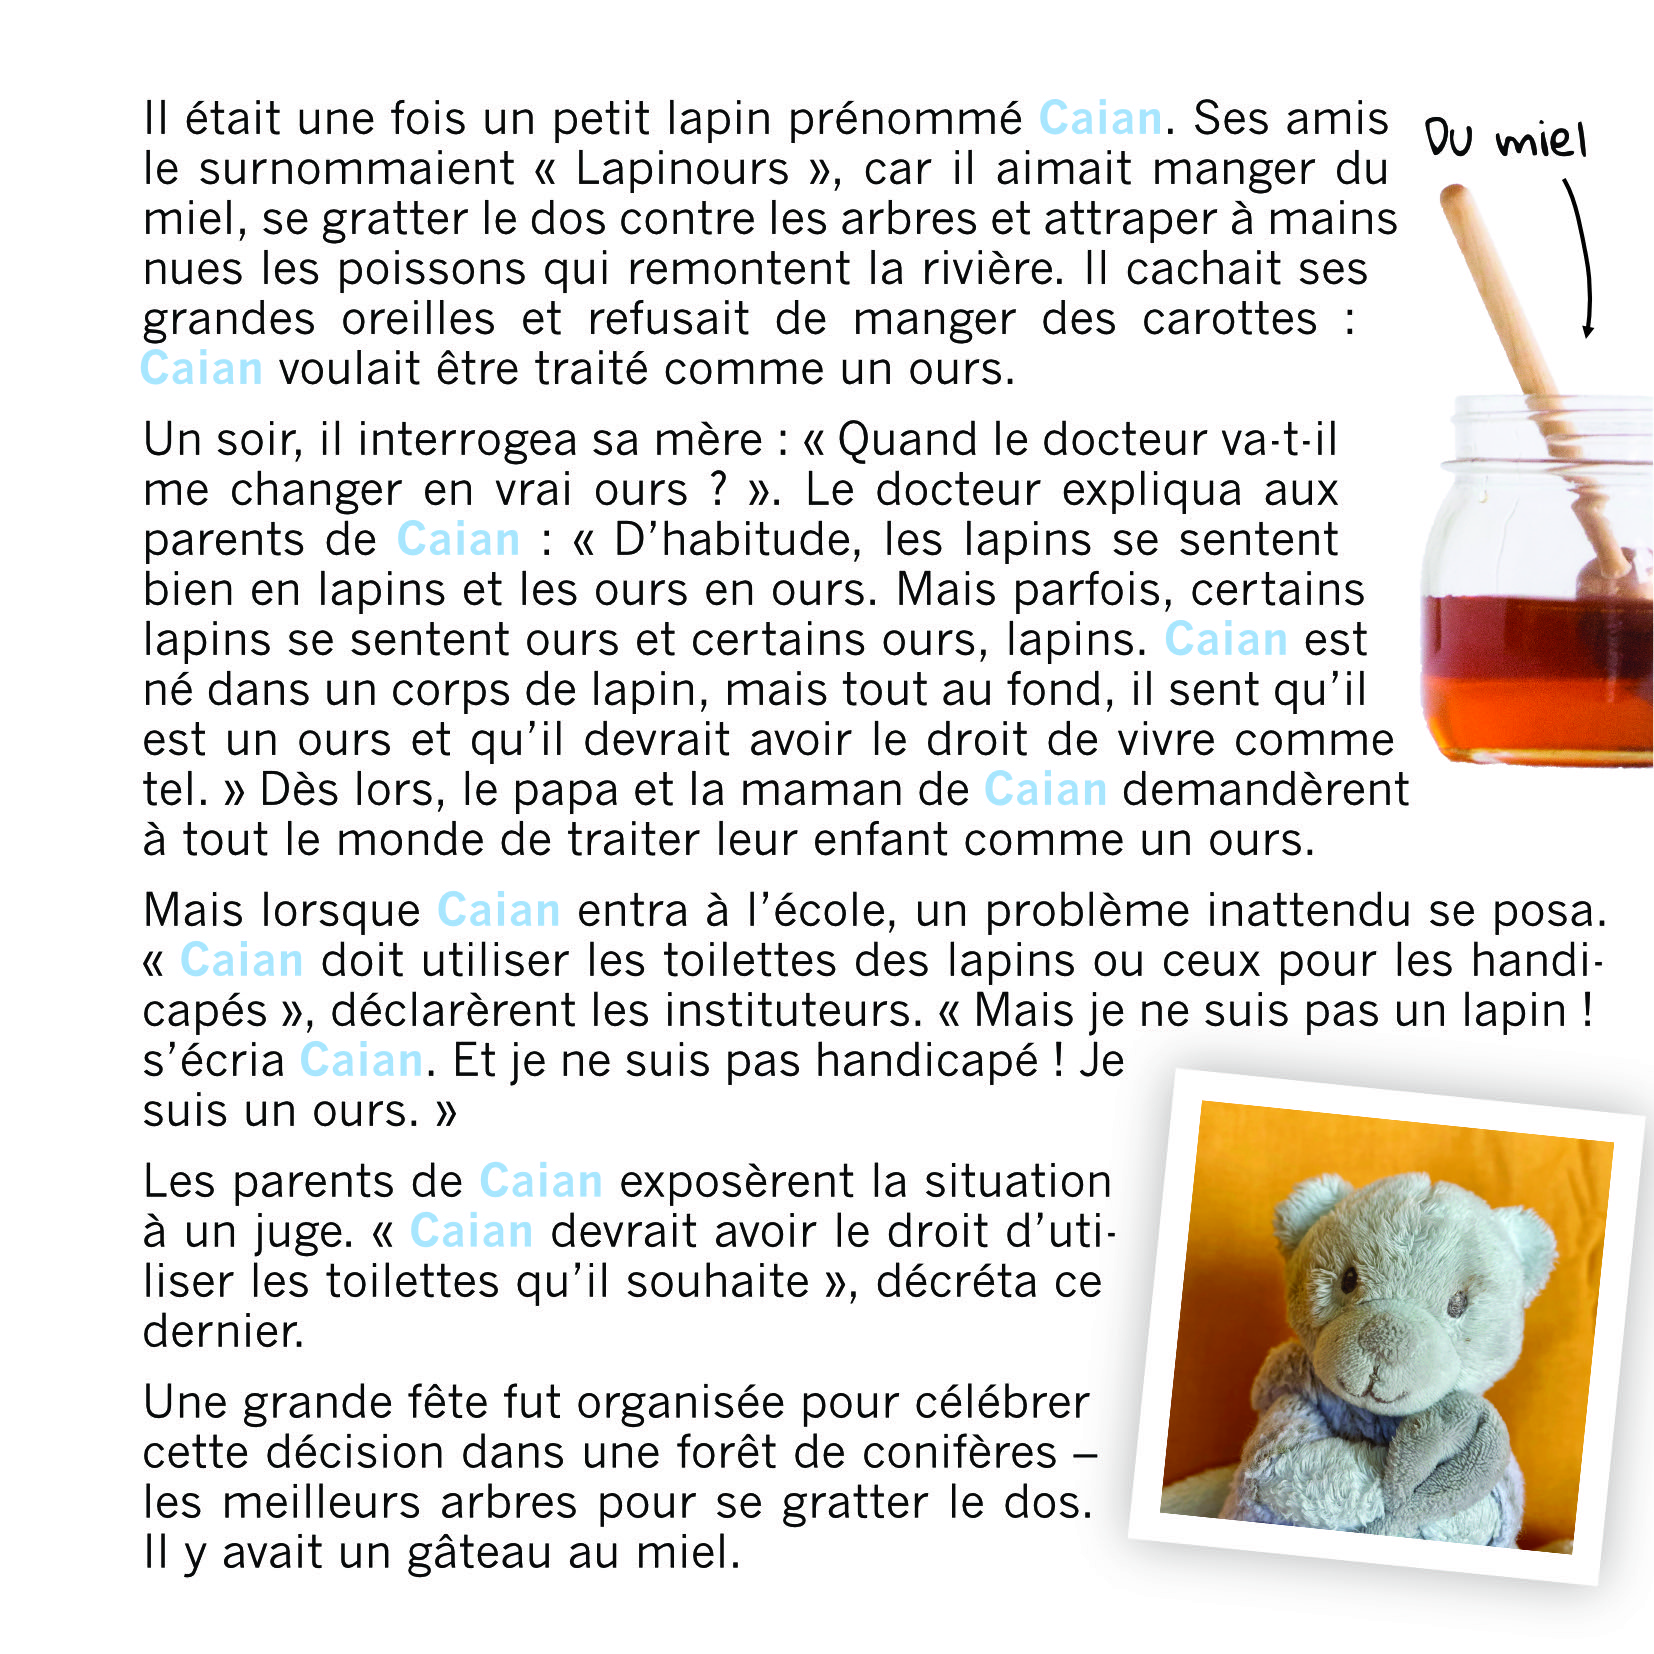 Il était une fois un petit lapin prénommé Caian. Ses amis
le surnommaient « Lapinours », car il aimait manger du
miel, se gratter le dos contre les arbres et attraper à mains
nues les poissons qui remontent la rivière. Il cachait ses
grandes oreilles et refusait de manger des carottes :
Caian voulait être traité comme un ours.
Du miel
Un soir, il interrogea sa mère : « Quand le docteur va-t-il
me changer en vrai ours ? ». Le docteur expliqua aux
parents de Caian : « D’habitude, les lapins se sentent
bien en lapins et les ours en ours. Mais parfois, certains
lapins se sentent ours et certains ours, lapins. Caian est
né dans un corps de lapin, mais tout au fond, il sent qu’il
est un ours et qu’il devrait avoir le droit de vivre comme
tel. » Dès lors, le papa et la maman de Caian demandèrent
à tout le monde de traiter leur enfant comme un ours.
Mais lorsque Caian entra à l’école, un problème inattendu se posa.
« Caian doit utiliser les toilettes des lapins ou ceux pour les handi-
capés », déclarèrent les instituteurs. « Mais je ne suis pas un lapin !
s’écria Caian. Et je ne suis pas handicapé ! Je
suis un ours. »
Les parents de Caian exposèrent la situation
à un juge. « Caian devrait avoir le droit d’uti-
liser les toilettes qu’il souhaite », décréta ce
dernier.
Une grande fête fut organisée pour célébrer
cette décision dans une forêt de conifères –
les meilleurs arbres pour se gratter le dos.
Il y avait un gâteau au miel.